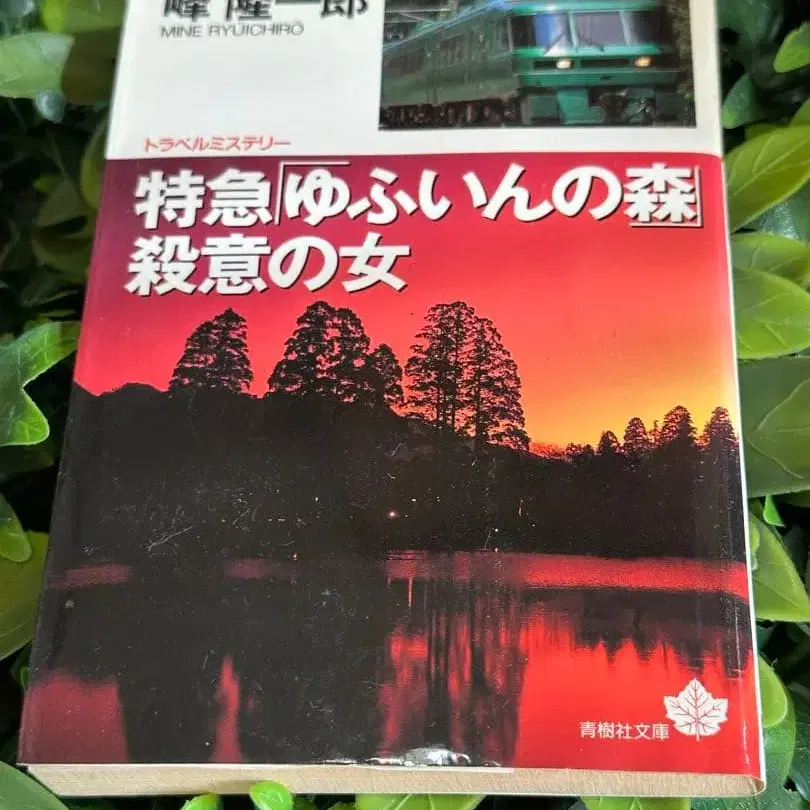 峰 隆一郎
MINE RYŪICHIRŌ
トラベルミステリー
特急「ゆふいんの森」
殺意の女
青樹社文庫